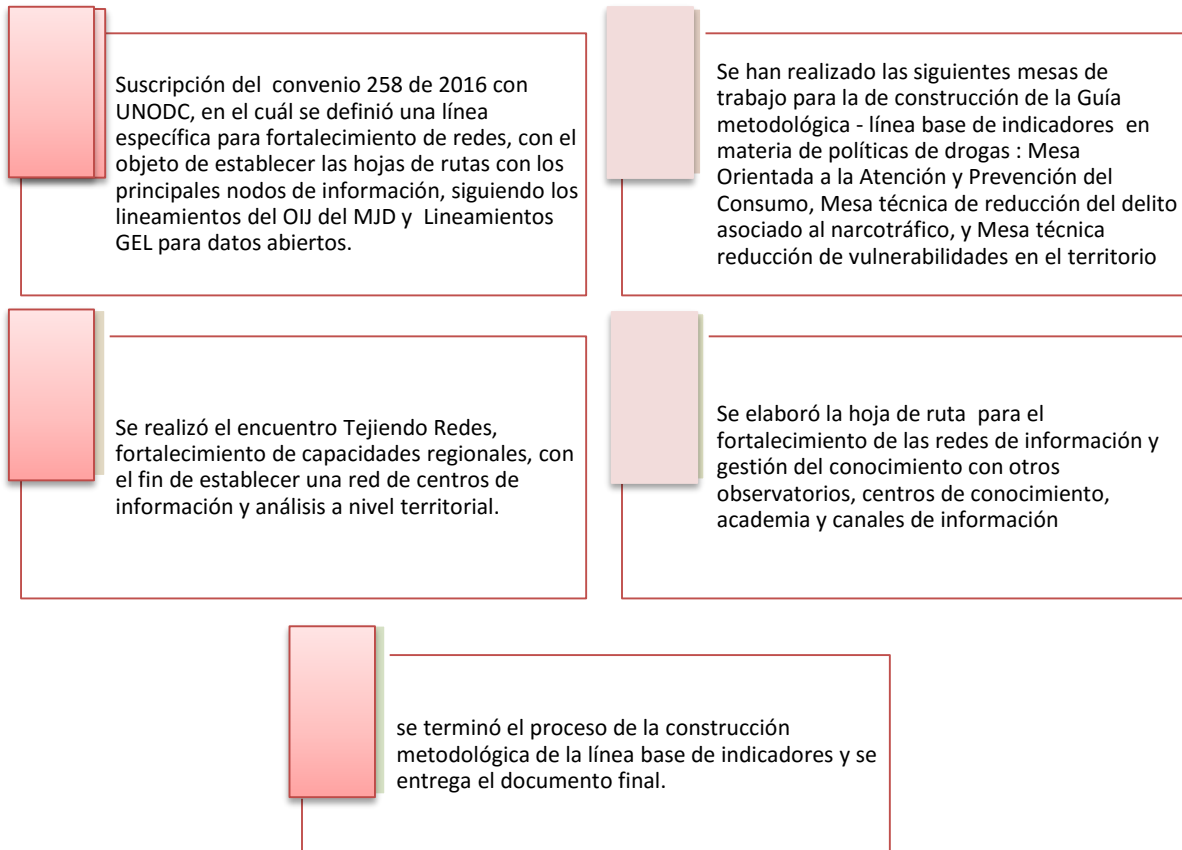 Suscripción del convenio 258 de 2016 con
UNODC, en el cuál se definió una línea
específica para fortalecimiento de redes, con el
objeto de establecer las hojas de rutas con los
principales nodos de información, siguiendo los
lineamientos del OIJ del MJD y Lineamientos
GEL para datos abiertos.
Se han realizado las siguientes mesas de
trabajo para la de construcción de la Guía
metodológica - línea base de indicadores en
materia de políticas de drogas : Mesa
Orientada a la Atención y Prevención del
Consumo, Mesa técnica de reducción del delito
asociado al narcotráfico, y Mesa técnica
reducción de vulnerabilidades en el territorio
Se realizó el encuentro Tejiendo Redes,
fortalecimiento de capacidades regionales, con
el fin de establecer una red de centros de
información y análisis a nivel territorial.
Se elaboró la hoja de ruta para el
fortalecimiento de las redes de información y
gestión del conocimiento con otros
observatorios, centros de conocimiento,
academia y canales de información
se terminó el proceso de la construcción
metodológica de la línea base de indicadores y se
entrega el documento final.